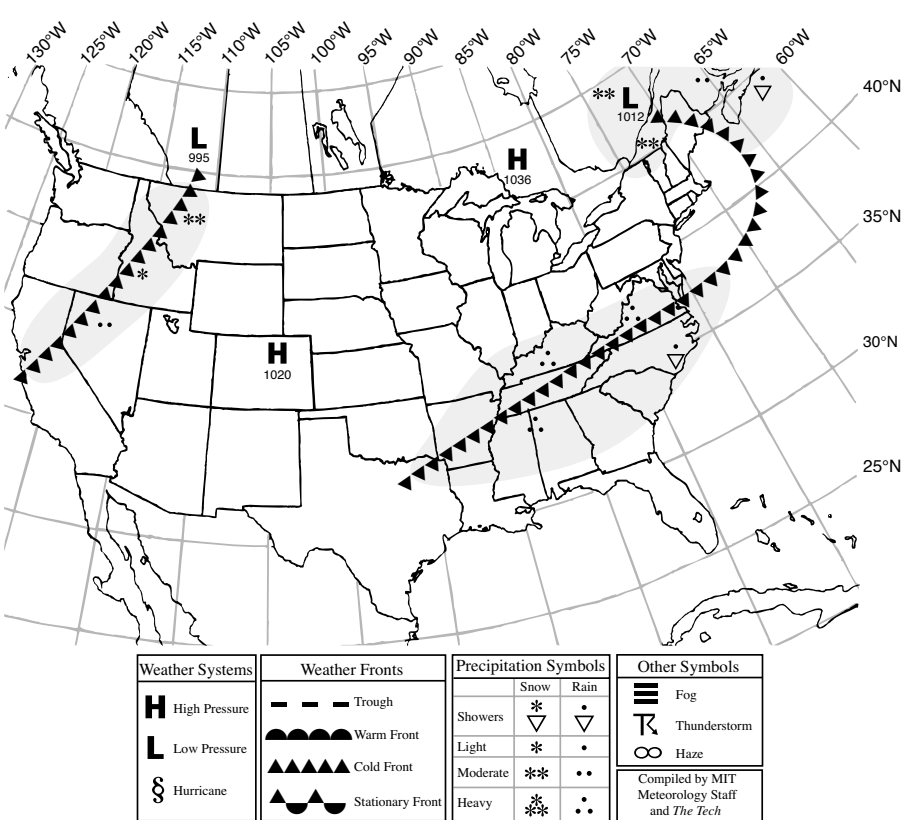 130°W 125°W 120°W 115°W 110°W 105°W 100°W 95°W 90°W 85°W 80°W 75°W 70°W 65°W 60°W
40°N
35°N
30°N
25°N
L
1012
L
995
H
1036
H
1020
Weather Systems
H High Pressure
L Low Pressure
§ Hurricane
Weather Fronts
Trough
Warm Front
Cold Front
Stationary Front
Precipitation Symbols
Snow Rain
Showers
Light
Moderate
Heavy
Other Symbols
Fog
Thunderstorm
Haze
Compiled by MIT
Meteorology Staff
and The Tech